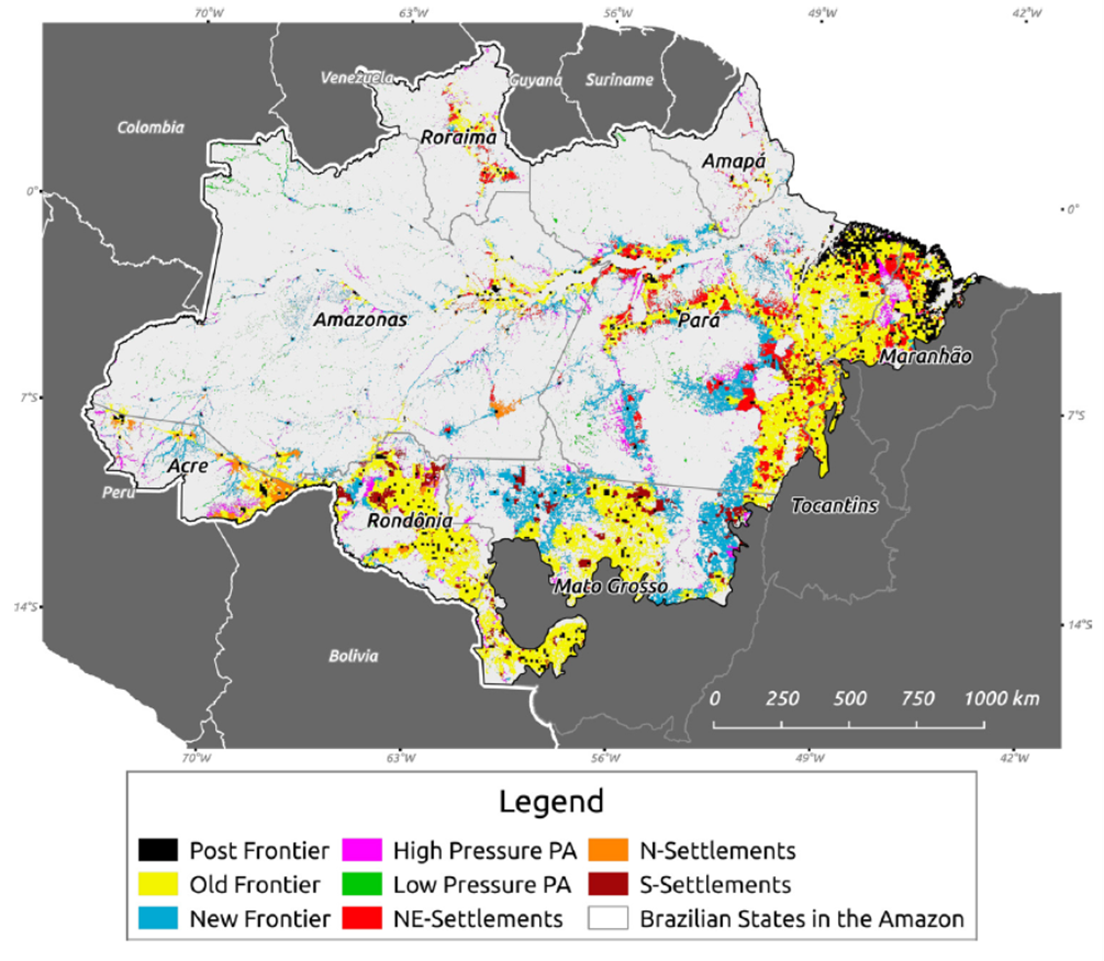 70°W 63°W 56°W 49°W 42°W
Venezuela Guyana Suriname
Colombia
Roraima
Amapá
0° 0°
Amazonas Pará
Maranhão
7°S 7°S
Acre
Peru
Tocantins
Rondônia
Mato Grosso
14°S 14°S
Bolivia
0 250 500 750 1000 km
70°W 63°W 56°W 49°W 42°W
Legend
Post Frontier High Pressure PA N-Settlements
Old Frontier Low Pressure PA S-Settlements
New Frontier NE-Settlements Brazilian States in the Amazon